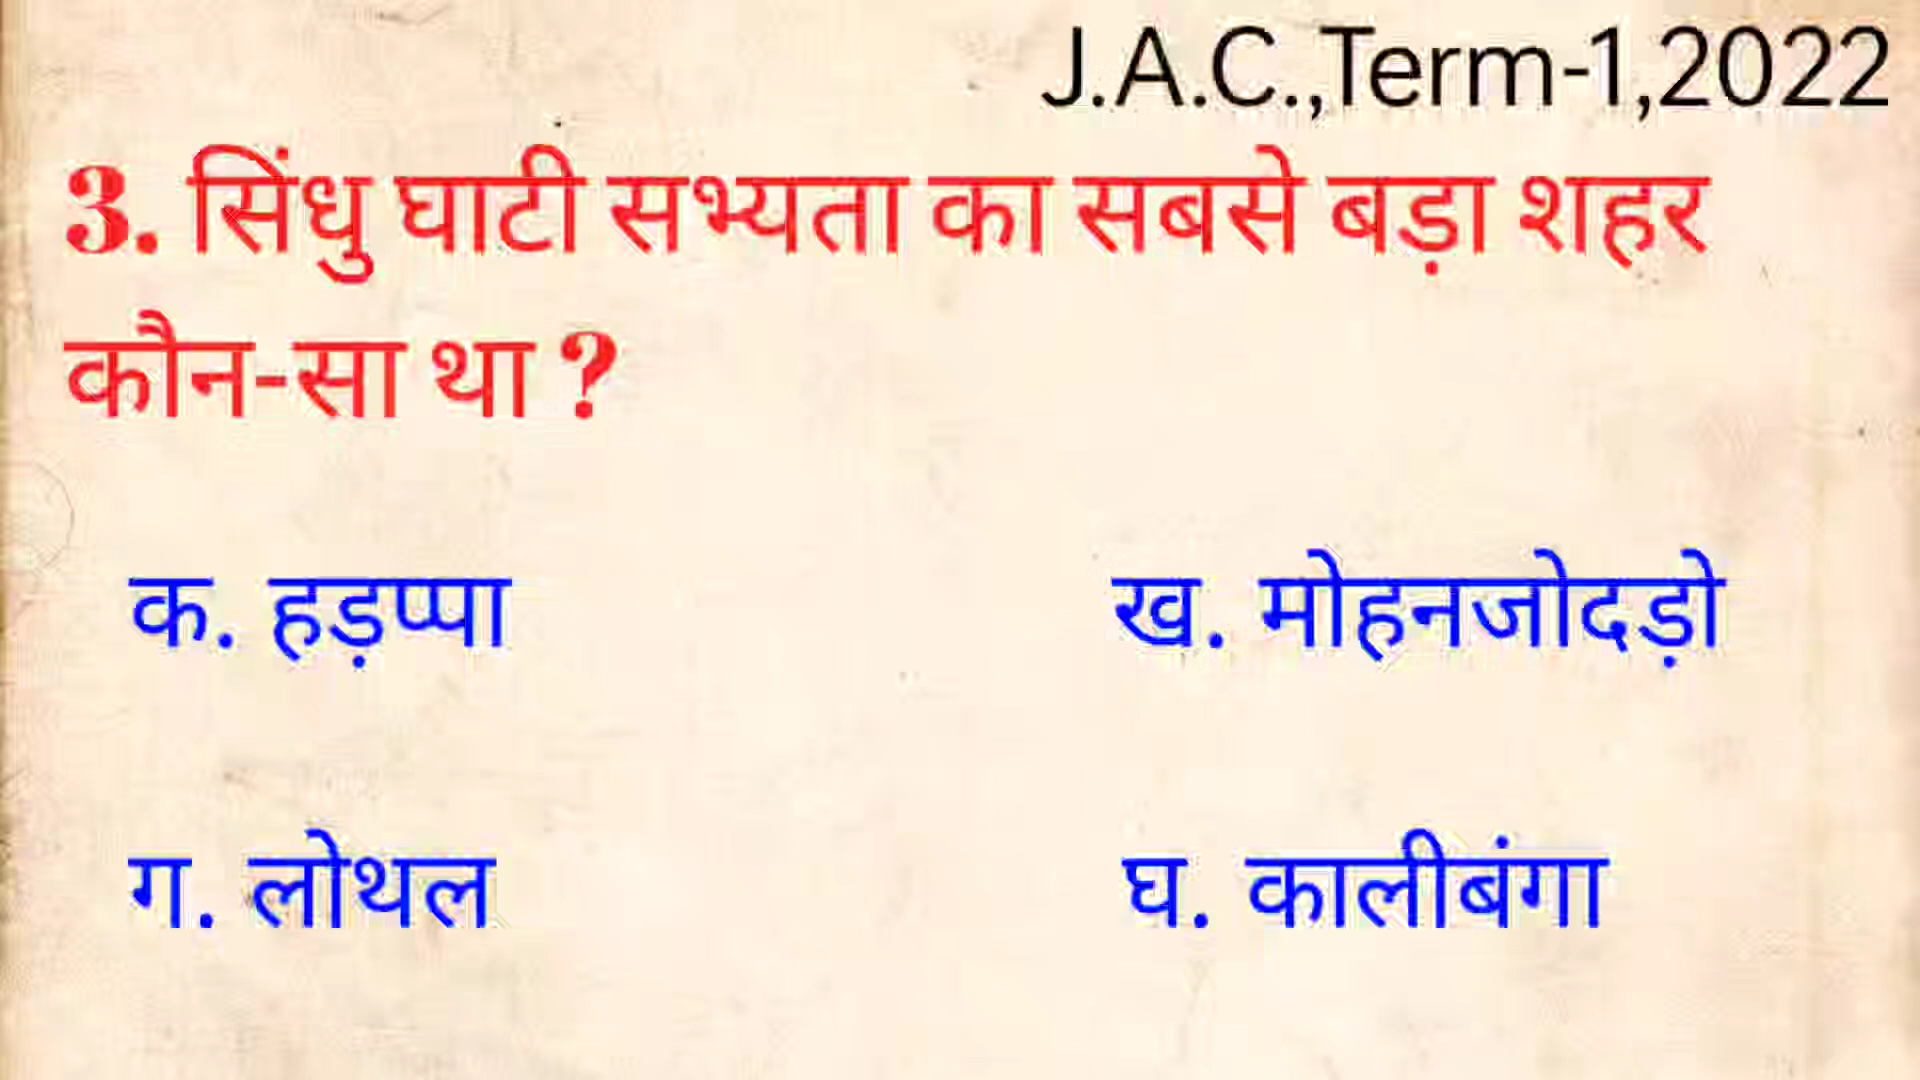 J.A.C.,Term-1,2022
3. सिंधु घाटी सभ्यता का सबसे बड़ा शहर
कौन-सा था ?
क. हड़प्पा ख. मोहनजोदड़ो
ग. लोथल घ. कालीबंगा